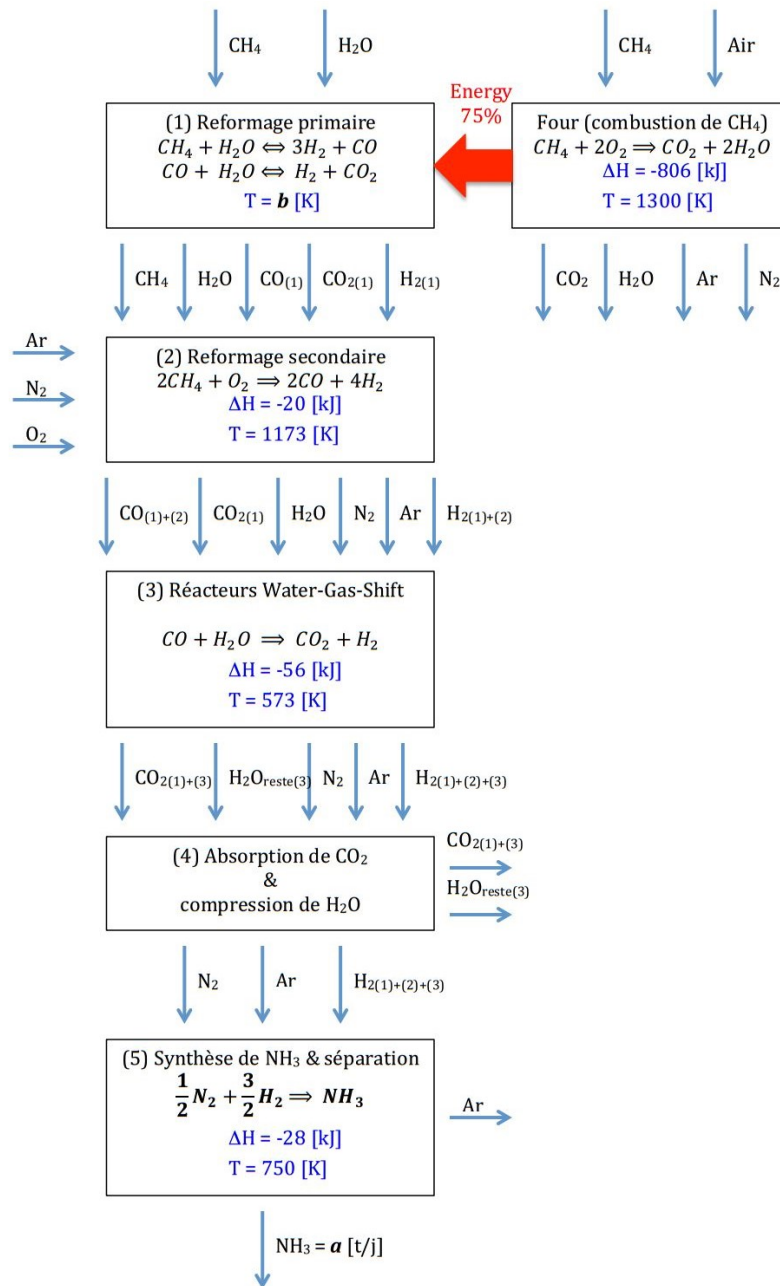 CH₄ H₂O CH₄ Air
Energy
75%
(1) Reformage primaire
CH₄ + H₂O ⇔ 3H₂ + CO
CO + H₂O ⇔ H₂ + CO₂
T = b [K]
Four (combustion de CH₄)
CH₄ + 2O₂ ⇒ CO₂ + 2H₂O
ΔH = -806 [kJ]
T = 1300 [K]
CH₄ H₂O CO₍₁₎ CO₂₍₁₎ H₂₍₁₎
CO₂ H₂O Ar N₂
Ar
N₂
O₂
(2) Reformage secondaire
2CH₄ + O₂ ⇒ 2CO + 4H₂
ΔH = -20 [kJ]
T = 1173 [K]
CO₍₁₎₊₍₂₎ CO₂₍₁₎ H₂O N₂ Ar H₂₍₁₎₊₍₂₎
(3) Réacteurs Water-Gas-Shift
CO + H₂O ⇒ CO₂ + H₂
ΔH = -56 [kJ]
T = 573 [K]
CO₂₍₁₎₊₍₃₎ H₂Oreste(3) N₂ Ar H₂₍₁₎₊₍₂₎₊₍₃₎
(4) Absorption de CO₂
&
compression de H₂O
CO₂₍₁₎₊₍₃₎
H₂Oreste(3)
N₂ Ar H₂₍₁₎₊₍₂₎₊₍₃₎
(5) Synthèse de NH₃ & séparation
1/2 N₂ + 3/2 H₂ ⇒ NH₃
ΔH = -28 [kJ]
T = 750 [K]
Ar
NH₃ = a [t/j]